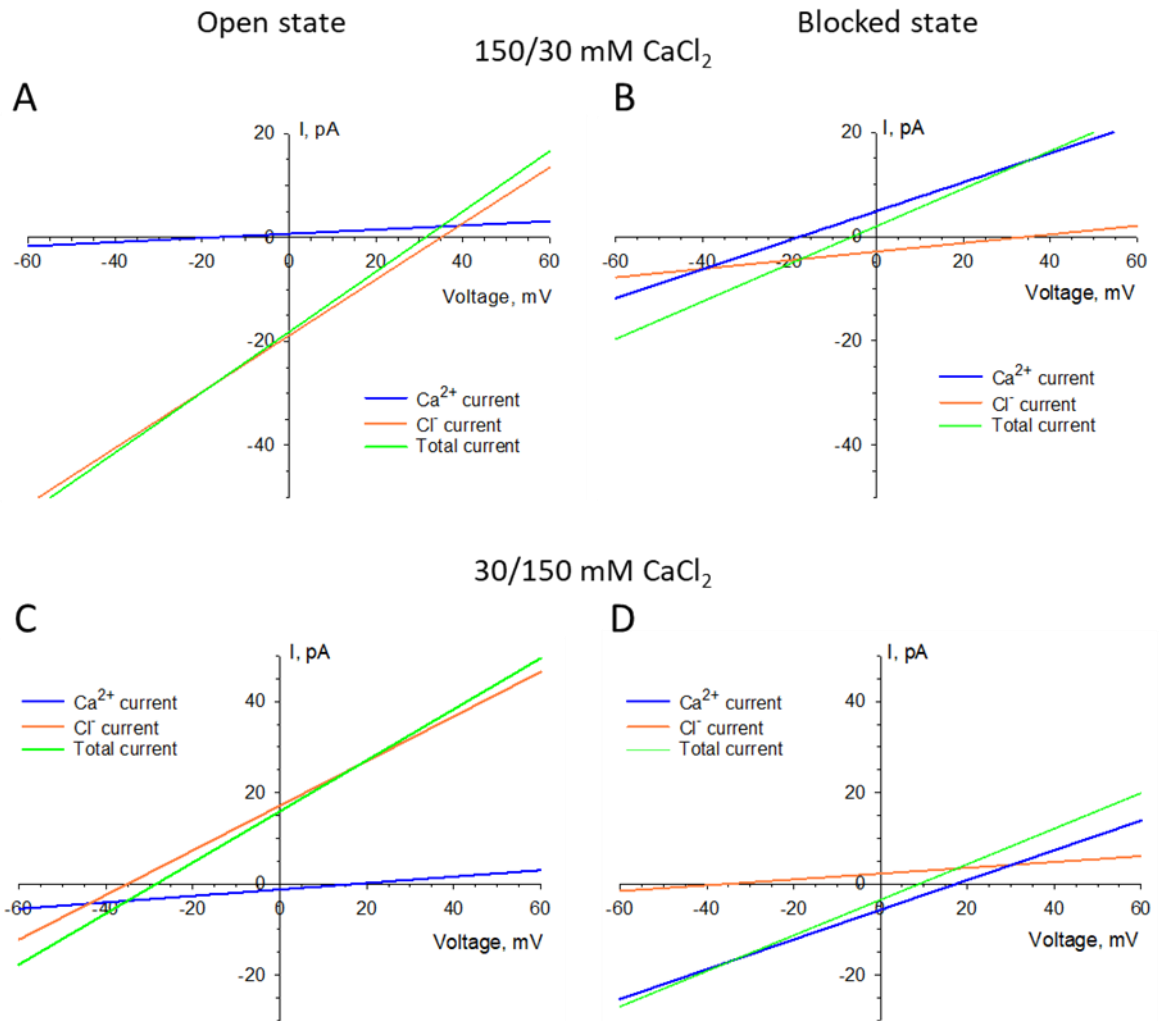 Open state
Blocked state
150/30 mM CaCl2
A
I, pA
20
0
-60
-40
-20
0
20
40
60
Voltage, mV
-20
-40
Ca2+ current
Cl- current
Total current
B
I, pA
20
0
-60
-40
-20
0
20
40
60
Voltage, mV
-20
-40
Ca2+ current
Cl- current
Total current
30/150 mM CaCl2
C
I, pA
Ca2+ current
Cl- current
Total current
40
20
0
-60
-40
-20
0
20
40
60
Voltage, mV
-20
D
I, pA
Ca2+ current
Cl- current
Total current
40
20
0
-60
-40
-20
0
20
40
60
Voltage, mV
-20